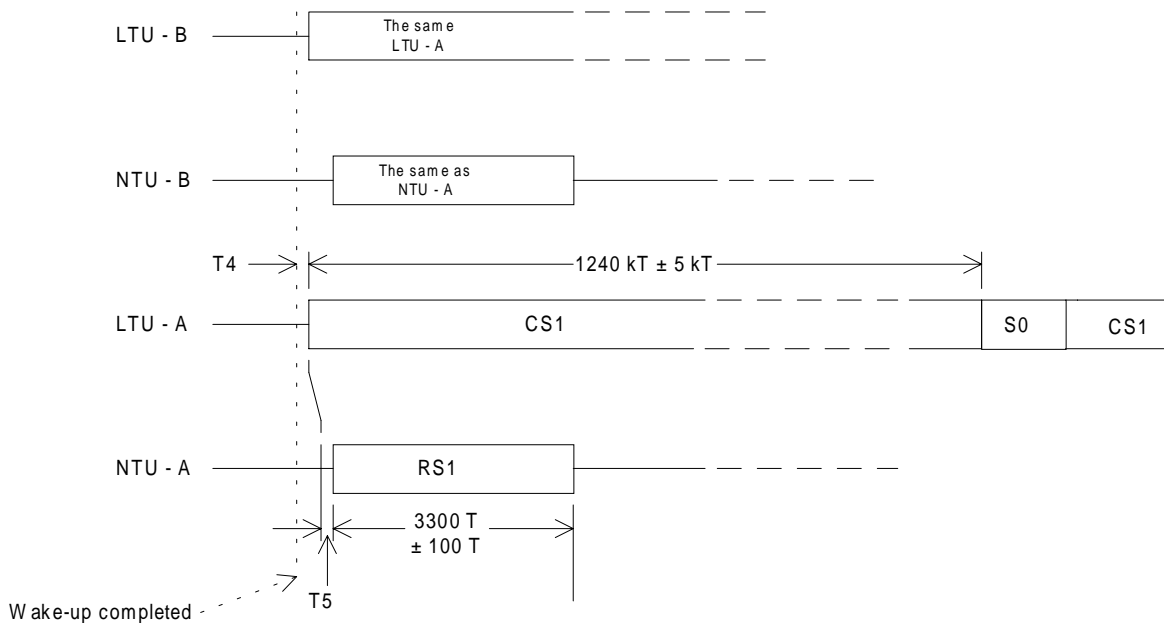 LTU - B
The same
LTU - A
NTU - B
The same as
NTU - A
T4
1240 kT ± 5 kT
LTU - A
CS1
S0
CS1
NTU - A
RS1
3300 T
± 100 T
T5
Wake-up completed